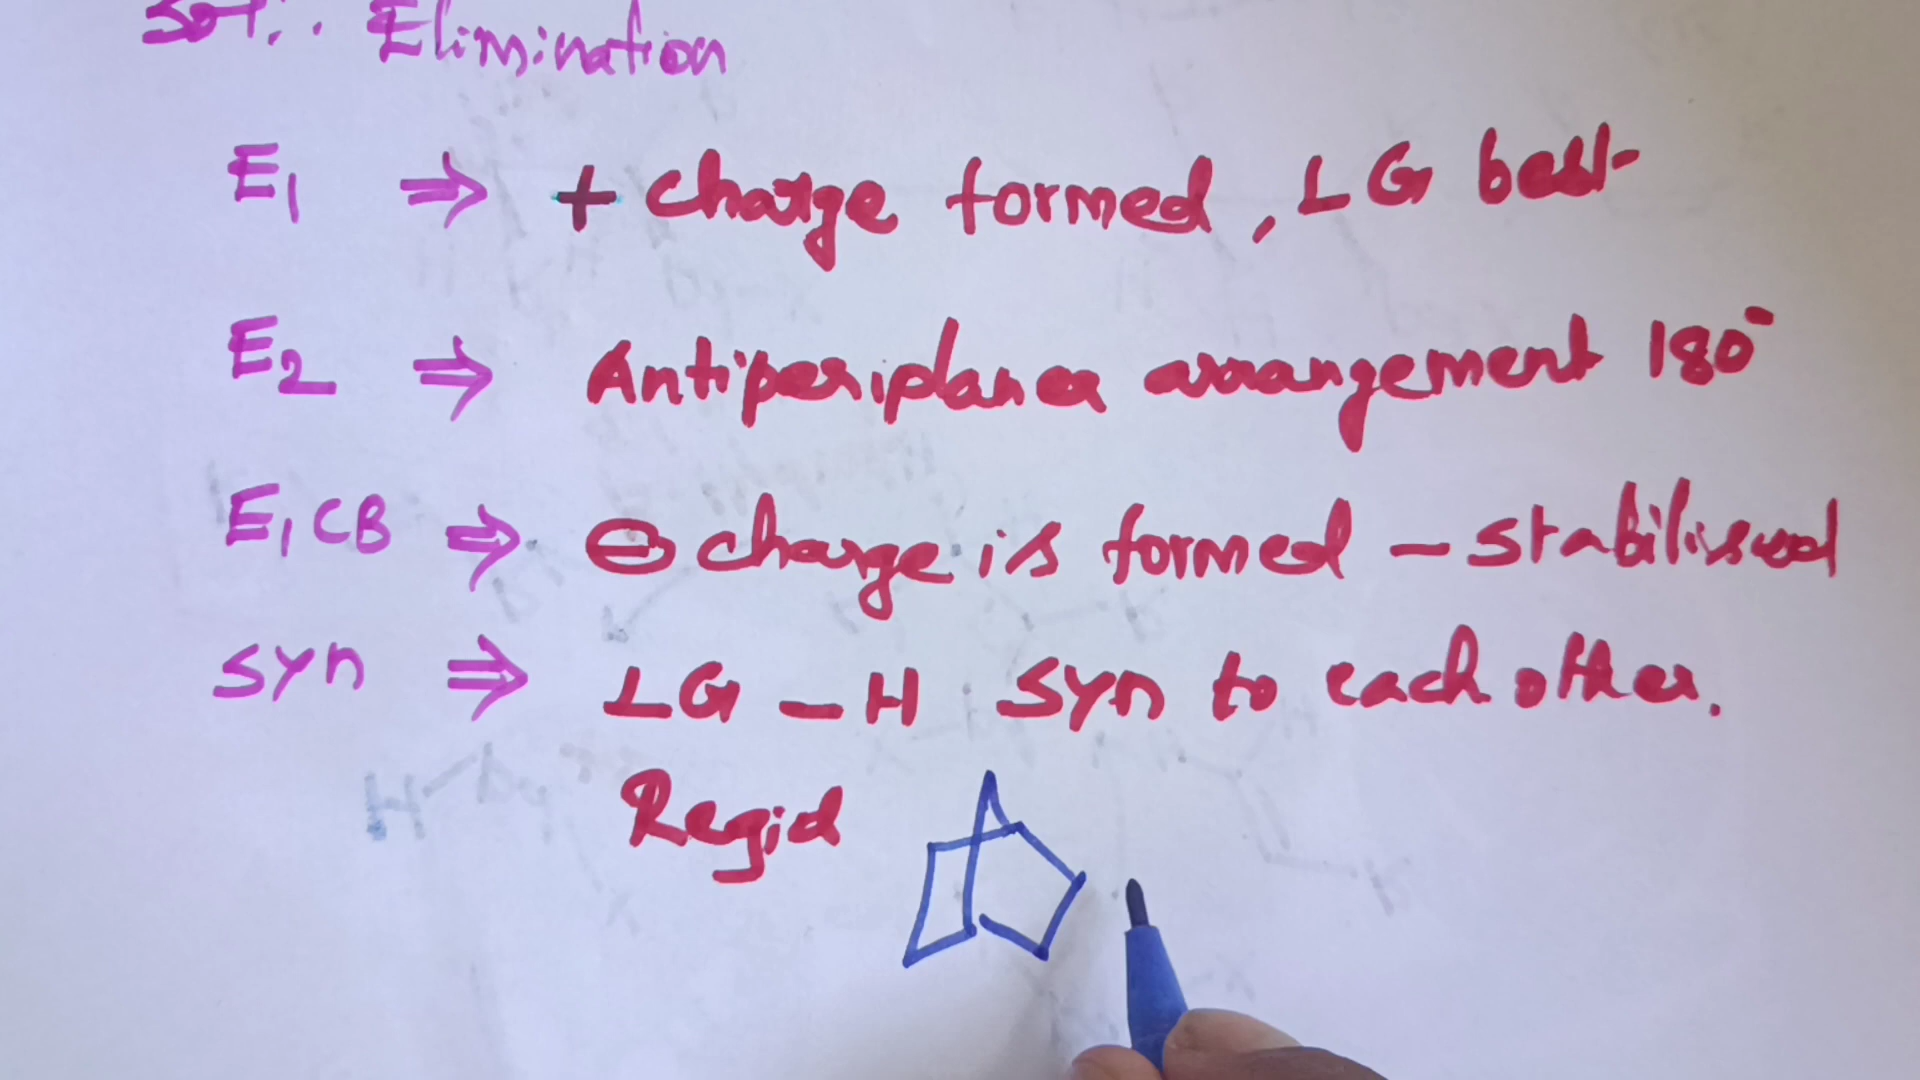 Sol:. Elimination
E1 ⇒ + charge formed, LG best
E2 ⇒ Antiperiplanar arrangement 180°
E1CB ⇒ ⊖ charge is formed - stabilised
syn ⇒ LG - H syn to each other.
Regid